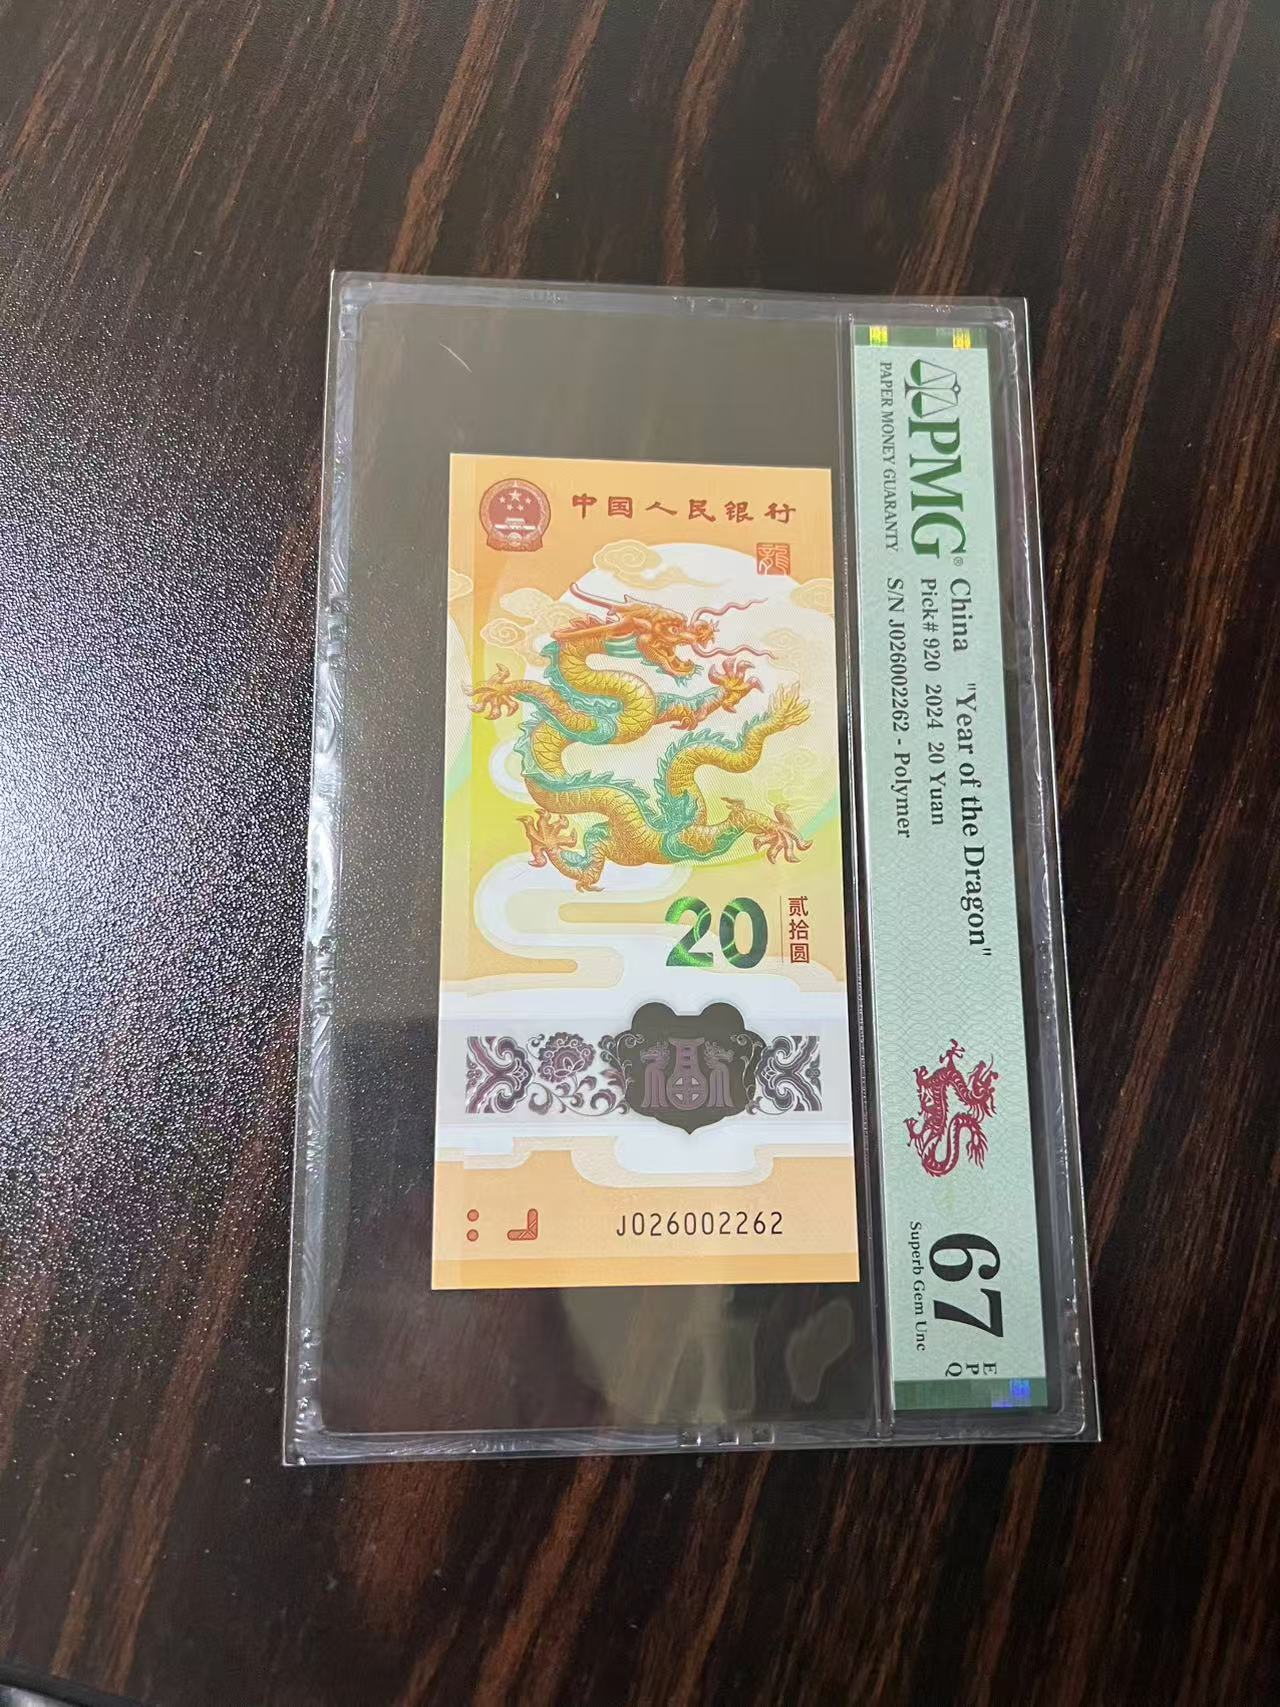 中国人民银行
龍
20
贰拾圆
J026002262
PMG®
PAPER MONEY GUARANTY
China "Year of the Dragon"
Pick# 920 2024 20 Yuan
S/N J026002262 - Polymer
67
EPQ
Superb Gem Unc